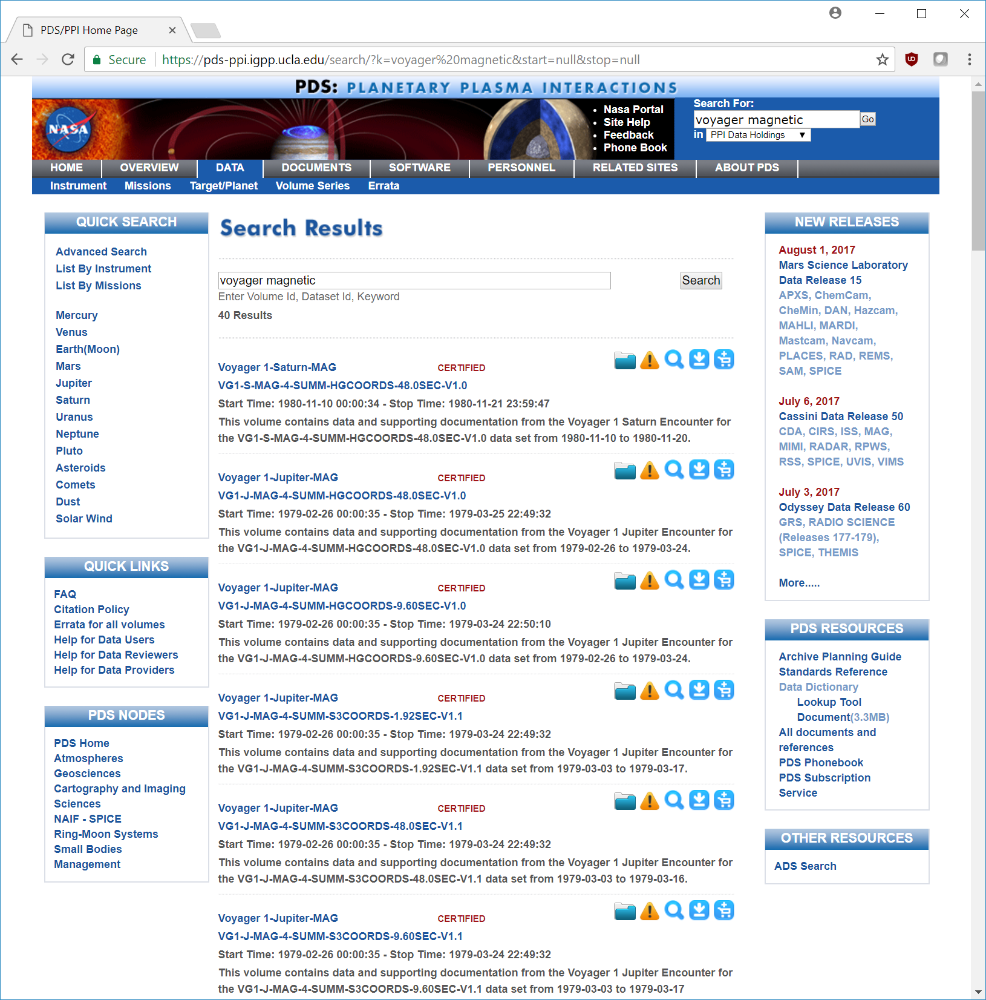 PDS/PPI Home Page
Secure https://pds-ppi.igpp.ucla.edu/search/?k=voyager%20magnetic&start=null&stop=null
PDS: PLANETARY PLASMA INTERACTIONS
NASA
Nasa Portal
Site Help
Feedback
Phone Book
Search For:
voyager magnetic Go
in PPI Data Holdings
HOME OVERVIEW DATA DOCUMENTS SOFTWARE PERSONNEL RELATED SITES ABOUT PDS
Instrument Missions Target/Planet Volume Series Errata
QUICK SEARCH
Advanced Search
List By Instrument
List By Missions
Mercury
Venus
Earth(Moon)
Mars
Jupiter
Saturn
Uranus
Neptune
Pluto
Asteroids
Comets
Dust
Solar Wind
QUICK LINKS
FAQ
Citation Policy
Errata for all volumes
Help for Data Users
Help for Data Reviewers
Help for Data Providers
PDS NODES
PDS Home
Atmospheres
Geosciences
Cartography and Imaging
Sciences
NAIF - SPICE
Ring-Moon Systems
Small Bodies
Management
Search Results
voyager magnetic Search
Enter Volume Id, Dataset Id, Keyword
40 Results
Voyager 1-Saturn-MAG CERTIFIED
VG1-S-MAG-4-SUMM-HGCOORDS-48.0SEC-V1.0
Start Time: 1980-11-10 00:00:34 - Stop Time: 1980-11-21 23:59:47
This volume contains data and supporting documentation from the Voyager 1 Saturn Encounter for
the VG1-S-MAG-4-SUMM-HGCOORDS-48.0SEC-V1.0 data set from 1980-11-10 to 1980-11-20.
Voyager 1-Jupiter-MAG CERTIFIED
VG1-J-MAG-4-SUMM-HGCOORDS-48.0SEC-V1.0
Start Time: 1979-02-26 00:00:35 - Stop Time: 1979-03-25 22:49:32
This volume contains data and supporting documentation from the Voyager 1 Jupiter Encounter for
the VG1-J-MAG-4-SUMM-HGCOORDS-48.0SEC-V1.0 data set from 1979-02-26 to 1979-03-24.
Voyager 1-Jupiter-MAG CERTIFIED
VG1-J-MAG-4-SUMM-HGCOORDS-9.60SEC-V1.0
Start Time: 1979-02-26 00:00:35 - Stop Time: 1979-03-24 22:50:10
This volume contains data and supporting documentation from the Voyager 1 Jupiter Encounter for
the VG1-J-MAG-4-SUMM-HGCOORDS-9.60SEC-V1.0 data set from 1979-02-26 to 1979-03-24.
Voyager 1-Jupiter-MAG CERTIFIED
VG1-J-MAG-4-SUMM-S3COORDS-1.92SEC-V1.1
Start Time: 1979-02-26 00:00:35 - Stop Time: 1979-03-24 22:49:32
This volume contains data and supporting documentation from the Voyager 1 Jupiter Encounter for
the VG1-J-MAG-4-SUMM-S3COORDS-1.92SEC-V1.1 data set from 1979-03-03 to 1979-03-17.
Voyager 1-Jupiter-MAG CERTIFIED
VG1-J-MAG-4-SUMM-S3COORDS-48.0SEC-V1.1
Start Time: 1979-02-26 00:00:35 - Stop Time: 1979-03-24 22:49:32
This volume contains data and supporting documentation from the Voyager 1 Jupiter Encounter for
the VG1-J-MAG-4-SUMM-S3COORDS-48.0SEC-V1.1 data set from 1979-03-03 to 1979-03-16.
Voyager 1-Jupiter-MAG CERTIFIED
VG1-J-MAG-4-SUMM-S3COORDS-9.60SEC-V1.1
Start Time: 1979-02-26 00:00:35 - Stop Time: 1979-03-24 22:49:32
This volume contains data and supporting documentation from the Voyager 1 Jupiter Encounter for
the VG1-J-MAG-4-SUMM-S3COORDS-9.60SEC-V1.1 data set from 1979-03-03 to 1979-03-17
NEW RELEASES
August 1, 2017
Mars Science Laboratory
Data Release 15
APXS, ChemCam,
CheMin, DAN, Hazcam,
MAHLI, MARDI,
Mastcam, Navcam,
PLACES, RAD, REMS,
SAM, SPICE
July 6, 2017
Cassini Data Release 50
CDA, CIRS, ISS, MAG,
MIMI, RADAR, RPWS,
RSS, SPICE, UVIS, VIMS
July 3, 2017
Odyssey Data Release 60
GRS, RADIO SCIENCE
(Releases 177-179),
SPICE, THEMIS
More.....
PDS RESOURCES
Archive Planning Guide
Standards Reference
Data Dictionary
Lookup Tool
Document(3.3MB)
All documents and
references
PDS Phonebook
PDS Subscription
Service
OTHER RESOURCES
ADS Search